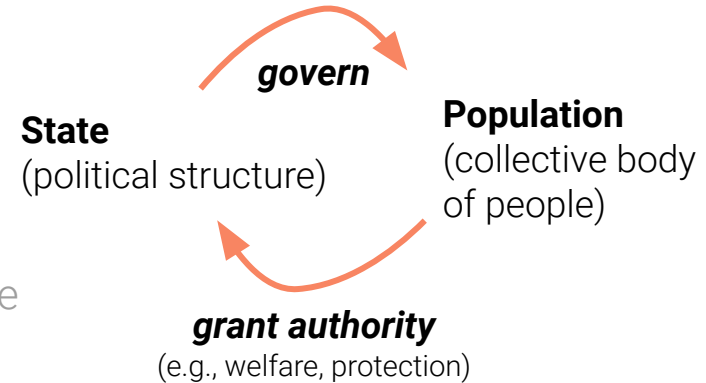 govern
State
(political structure)
Population
(collective body
of people)
grant authority
(e.g., welfare, protection)